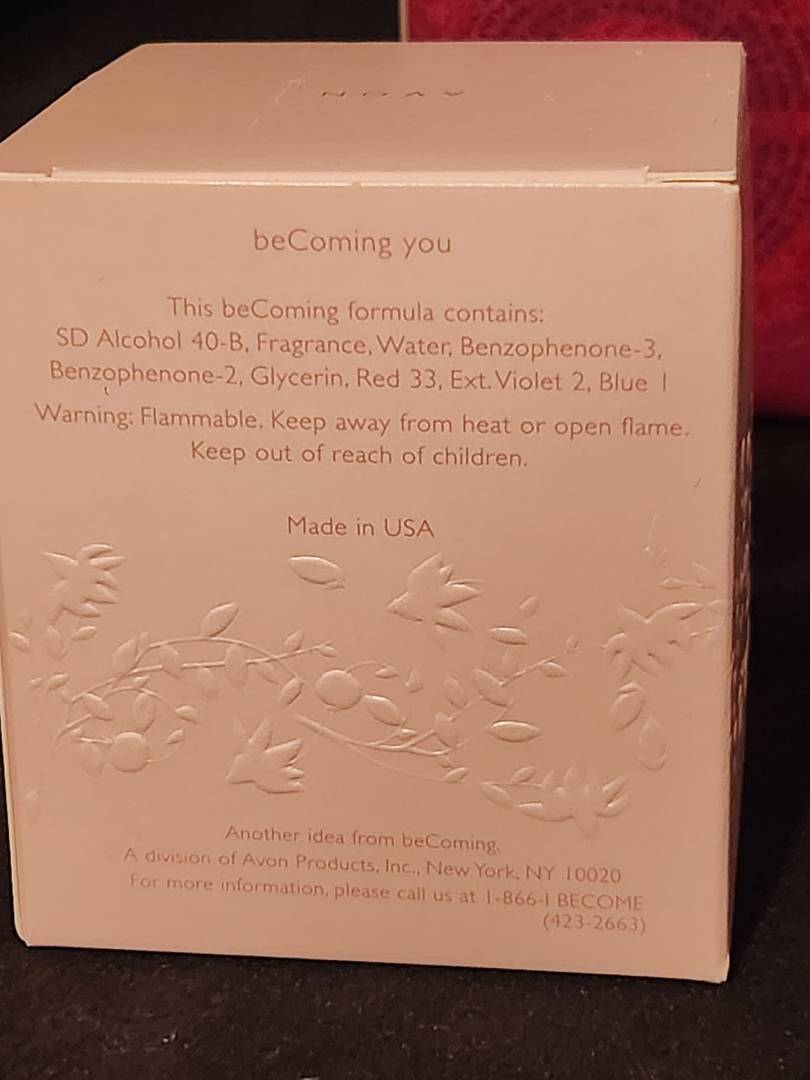 AVON
beComing you
This beComing formula contains:
SD Alcohol 40-B, Fragrance, Water, Benzophenone-3,
Benzophenone-2, Glycerin, Red 33, Ext. Violet 2, Blue 1
Warning: Flammable. Keep away from heat or open flame.
Keep out of reach of children.
Made in USA
Another idea from beComing.
A division of Avon Products, Inc., New York, NY 10020
For more information, please call us at 1-866-I BECOME
(423-2663)